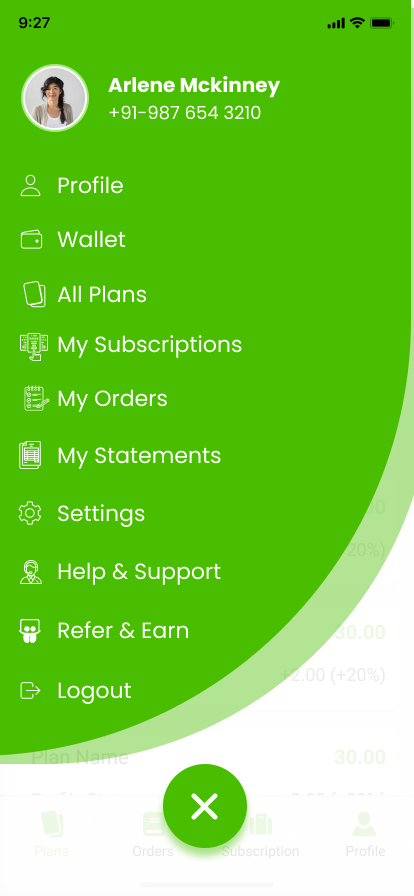 9:27
Arlene Mckinney
+91-987 654 3210
Profile
Wallet
All Plans
My Subscriptions
My Orders
My Statements
Settings
Help & Support
Refer & Earn
Logout
30.00
+20%)
30.00
+2.00 (+20%)
Plan Name 30.00
Plans Orders Subscription Profile